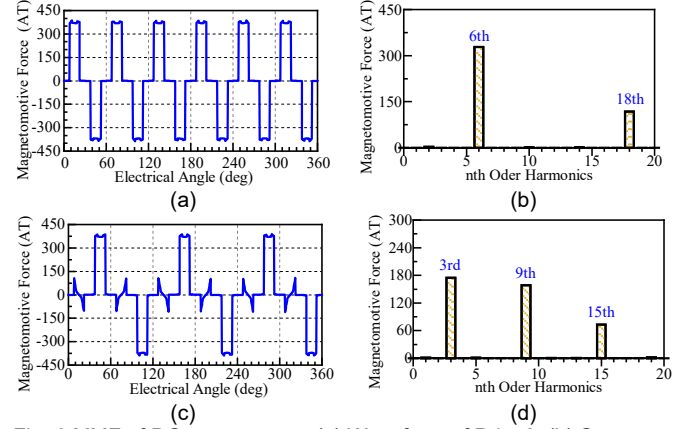 Magnetomotive Force (AT)
450
300
150
0
-150
-300
-450
0 60 120 180 240 300 360
Electrical Angle (deg)
(a)
Magnetomotive Force (AT)
450
300
150
0
6th
18th
0 5 10 15 20
nth Oder Harmonics
(b)
Magnetomotive Force (AT)
450
300
150
0
-150
-300
-450
0 60 120 180 240 300 360
Electrical Angle (deg)
(c)
Magnetomotive Force (AT)
300
240
180
120
60
0
3rd
9th
15th
0 5 10 15 20
nth Oder Harmonics
(d)